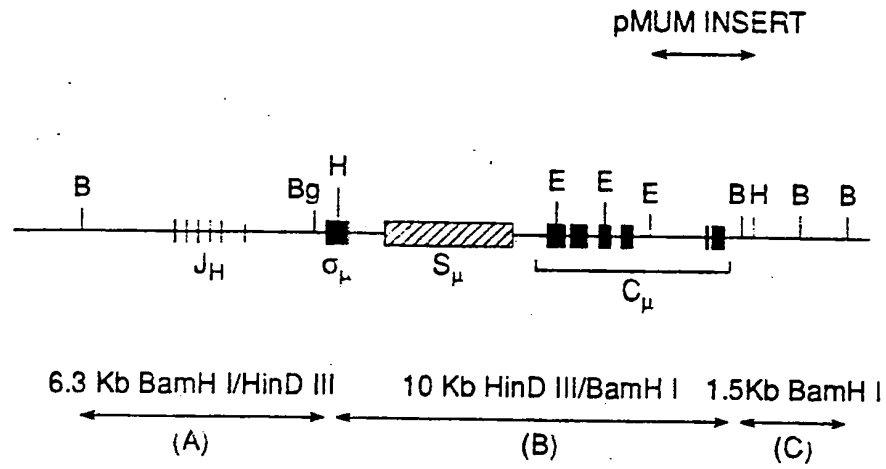 pMUM INSERT
B Bg H E E E B H B B
J_H σ_μ S_μ C_μ
6.3 Kb BamH I/HinD III 10 Kb HinD III/BamH I 1.5Kb BamH I
(A) (B) (C)